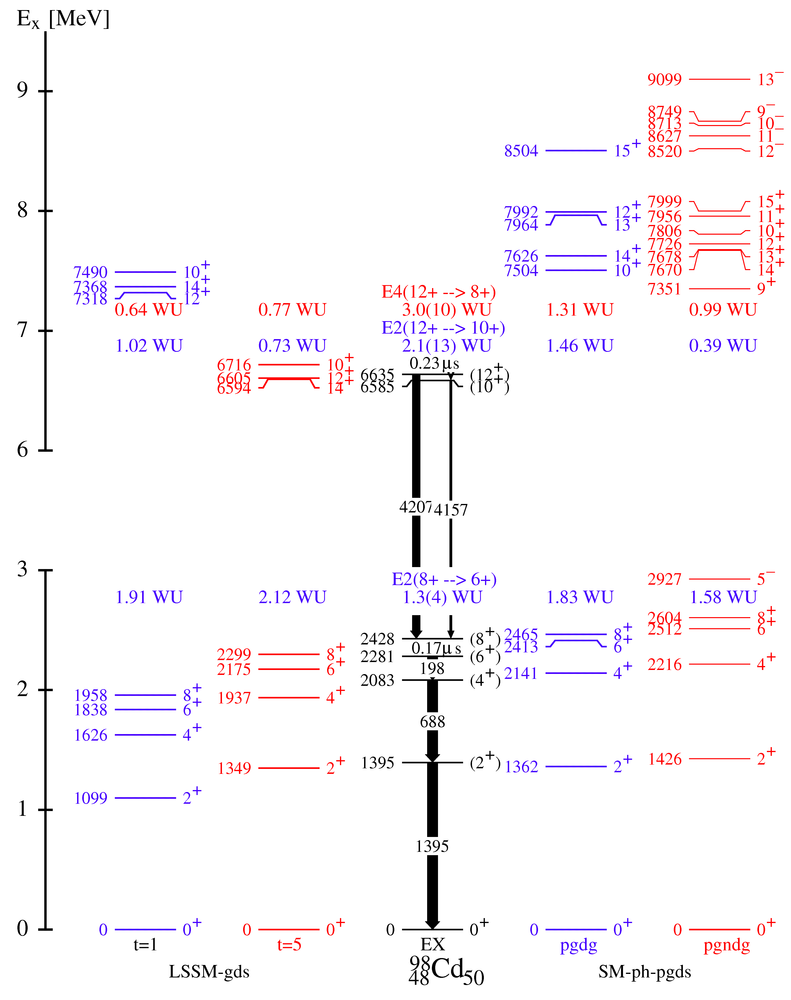 Eₓ [MeV]
9
8
7
6
3
2
1
0
7490 10⁺
7368 14⁺
7318 12⁺
0.64 WU
1.02 WU
1.91 WU
1958 8⁺
1838 6⁺
1626 4⁺
1099 2⁺
0 0⁺
t=1
0.77 WU
0.73 WU
6716 10⁺
6605 12⁺
6594 14⁺
2.12 WU
2299 8⁺
2175 6⁺
1937 4⁺
1349 2⁺
0 0⁺
t=5
LSSM-gds
E4(12+ --> 8+)
3.0(10) WU
E2(12+ --> 10+)
2.1(13) WU
0.23 μs
6635 (12⁺)
6585 (10⁺)
4207 4157
E2(8+ --> 6+)
1.3(4) WU
2428 (8⁺)
0.17 μs
2281 (6⁺)
198
2083 (4⁺)
688
1395 (2⁺)
1395
0 0⁺
EX
⁹⁸₄₈Cd₅₀
8504 15⁺
7992 12⁺
7964 13⁺
7626 14⁺
7504 10⁺
1.31 WU
1.46 WU
1.83 WU
2465 8⁺
2413 6⁺
2141 4⁺
1362 2⁺
0 0⁺
pgdg
9099 13⁻
8749 9⁻
8713 10⁻
8627 11⁻
8520 12⁻
7999 15⁺
7956 11⁺
7806 10⁺
7726 12⁺
7678 13⁺
7670 14⁺
7351 9⁺
0.99 WU
0.39 WU
2927 5⁻
1.58 WU
2604 8⁺
2512 6⁺
2216 4⁺
1426 2⁺
0 0⁺
pgndg
SM-ph-pgds